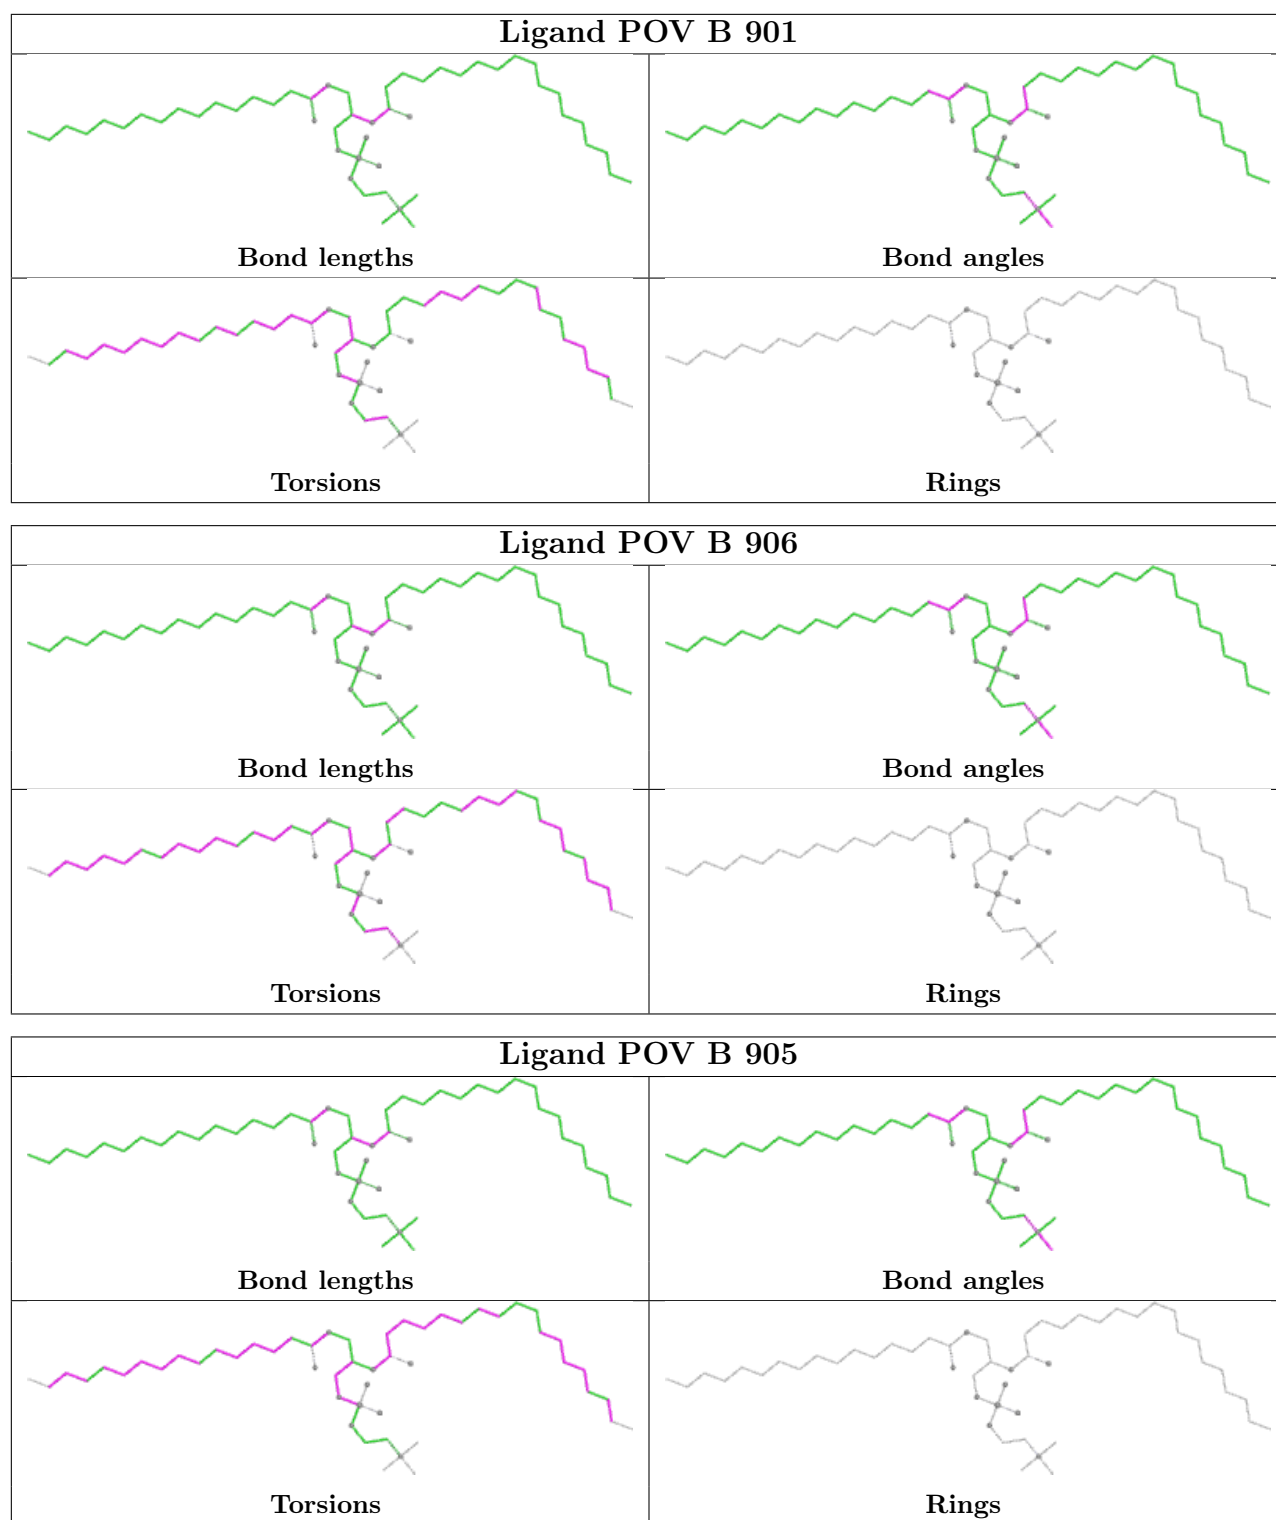 Ligand POV B 901
Bond lengths
Bond angles
Torsions
Rings
Ligand POV B 906
Bond lengths
Bond angles
Torsions
Rings
Ligand POV B 905
Bond lengths
Bond angles
Torsions
Rings